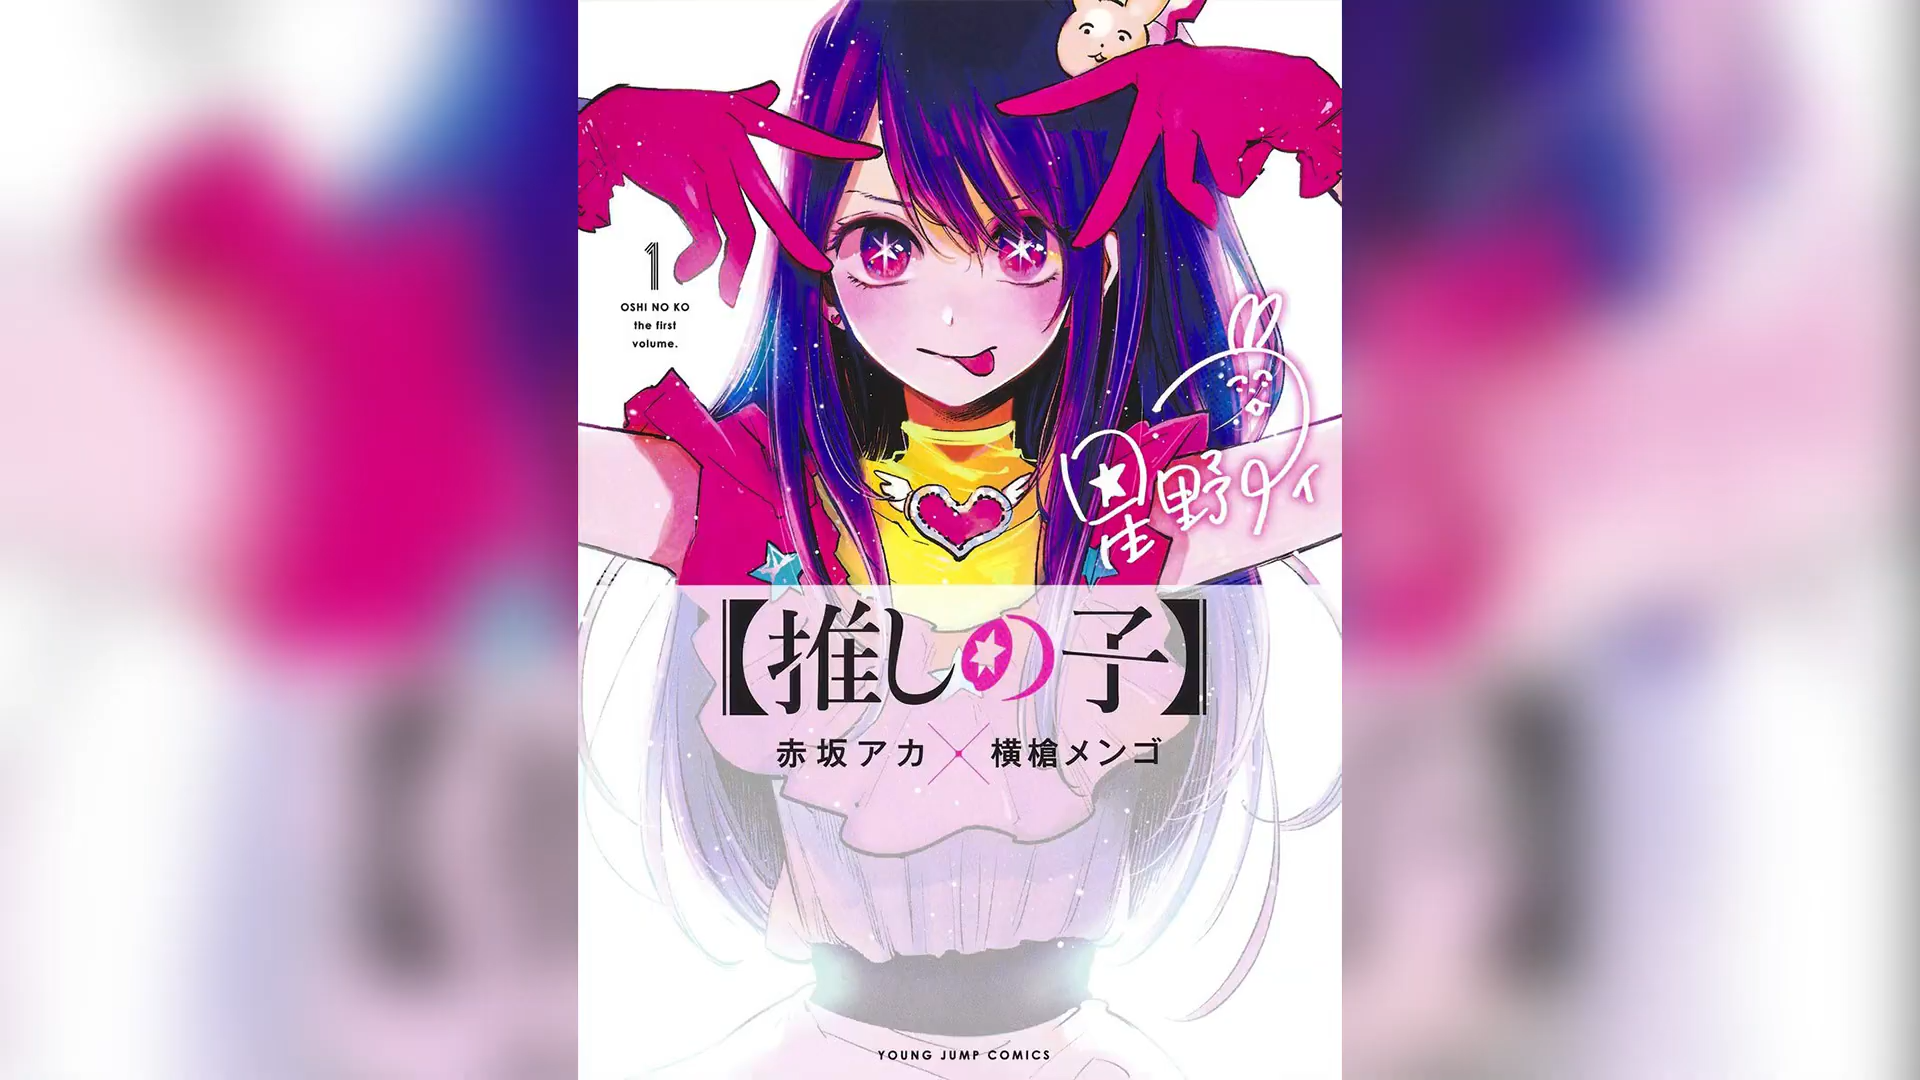 1
OSHI NO KO
the first
volume.
星野アイ
【推しの子】
赤坂アカ×横槍メンゴ
YOUNG JUMP COMICS